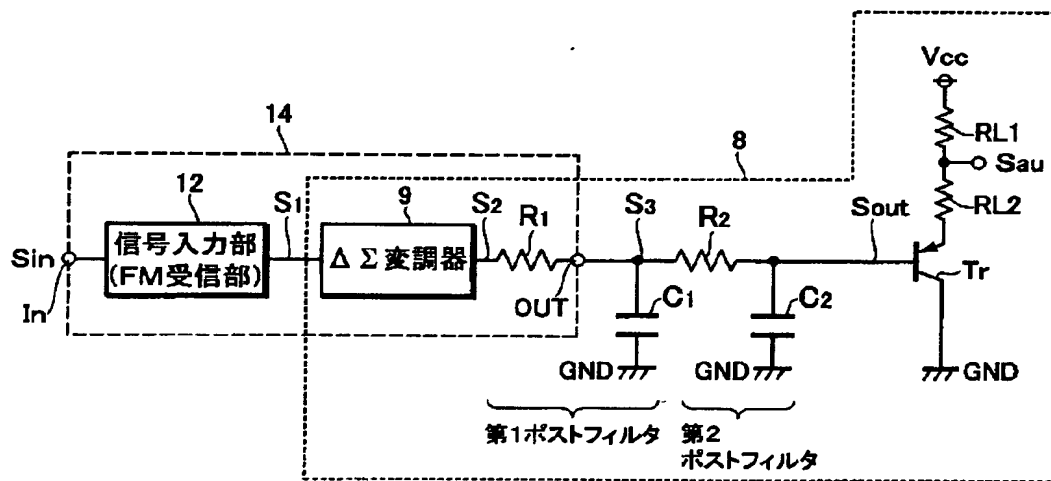 14
12
Sin
In
信号入力部
(FM受信部)
S1
9
ΔΣ変調器
S2
R1
OUT
8
S3
R2
C1
C2
GND
GND
Sout
Vcc
RL1
Sau
RL2
Tr
GND
第1ポストフィルタ
第2
ポストフィルタ